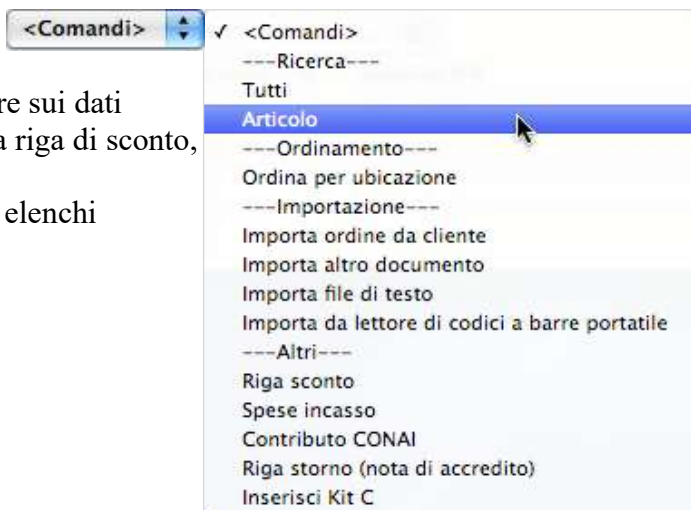 <Comandi>
re sui dati
a riga di sconto,
elenchi
✓ <Comandi>
---Ricerca---
Tutti
Articolo
---Ordinamento---
Ordina per ubicazione
---Importazione---
Importa ordine da cliente
Importa altro documento
Importa file di testo
Importa da lettore di codici a barre portatile
---Altri---
Riga sconto
Spese incasso
Contributo CONAI
Riga storno (nota di accredito)
Inserisci Kit C